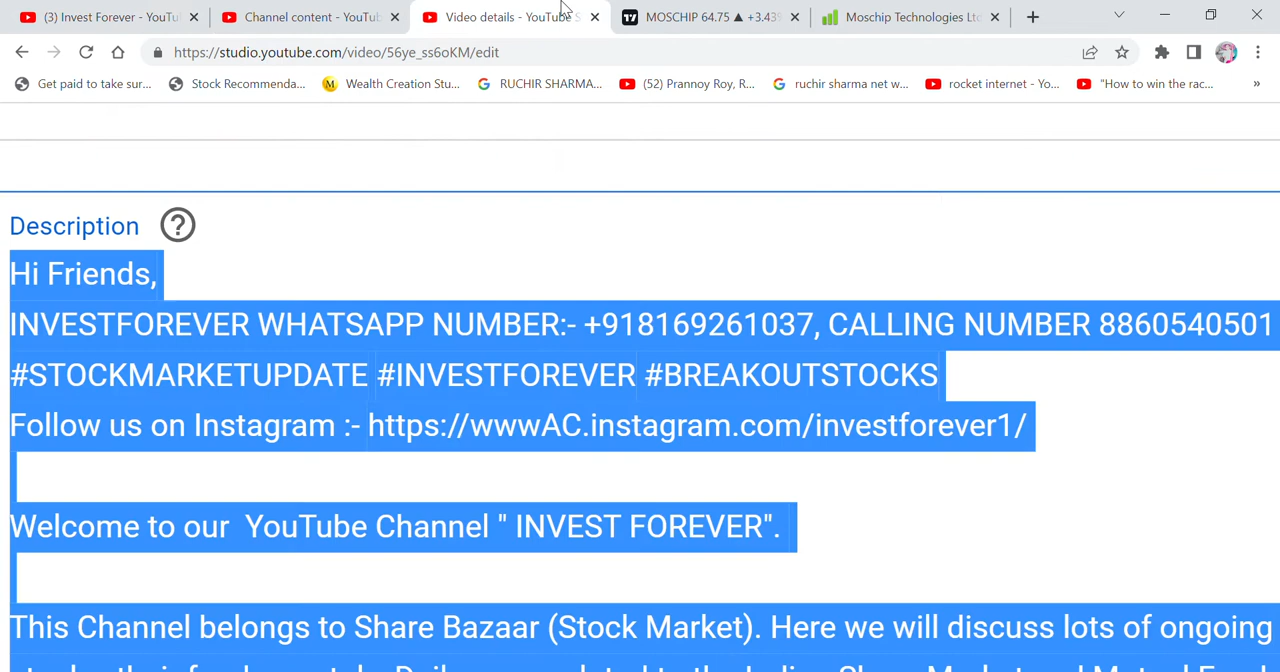 (3) Invest Forever - YouTu
Channel content - YouTub
Video details - YouTube S
MOSCHIP 64.75 ▲ +3.43%
Moschip Technologies Ltd
https://studio.youtube.com/video/56ye_ss6oKM/edit
Get paid to take sur...
Stock Recommenda...
Wealth Creation Stu...
RUCHIR SHARMA...
(52) Prannoy Roy, R...
ruchir sharma net w...
rocket internet - Yo...
"How to win the rac...
»
Description
Hi Friends,
INVESTFOREVER WHATSAPP NUMBER:- +918169261037, CALLING NUMBER 8860540501
#STOCKMARKETUPDATE #INVESTFOREVER #BREAKOUTSTOCKS
Follow us on Instagram :- https://wwwAC.instagram.com/investforever1/
Welcome to our  YouTube Channel " INVEST FOREVER".
This Channel belongs to Share Bazaar (Stock Market). Here we will discuss lots of ongoing